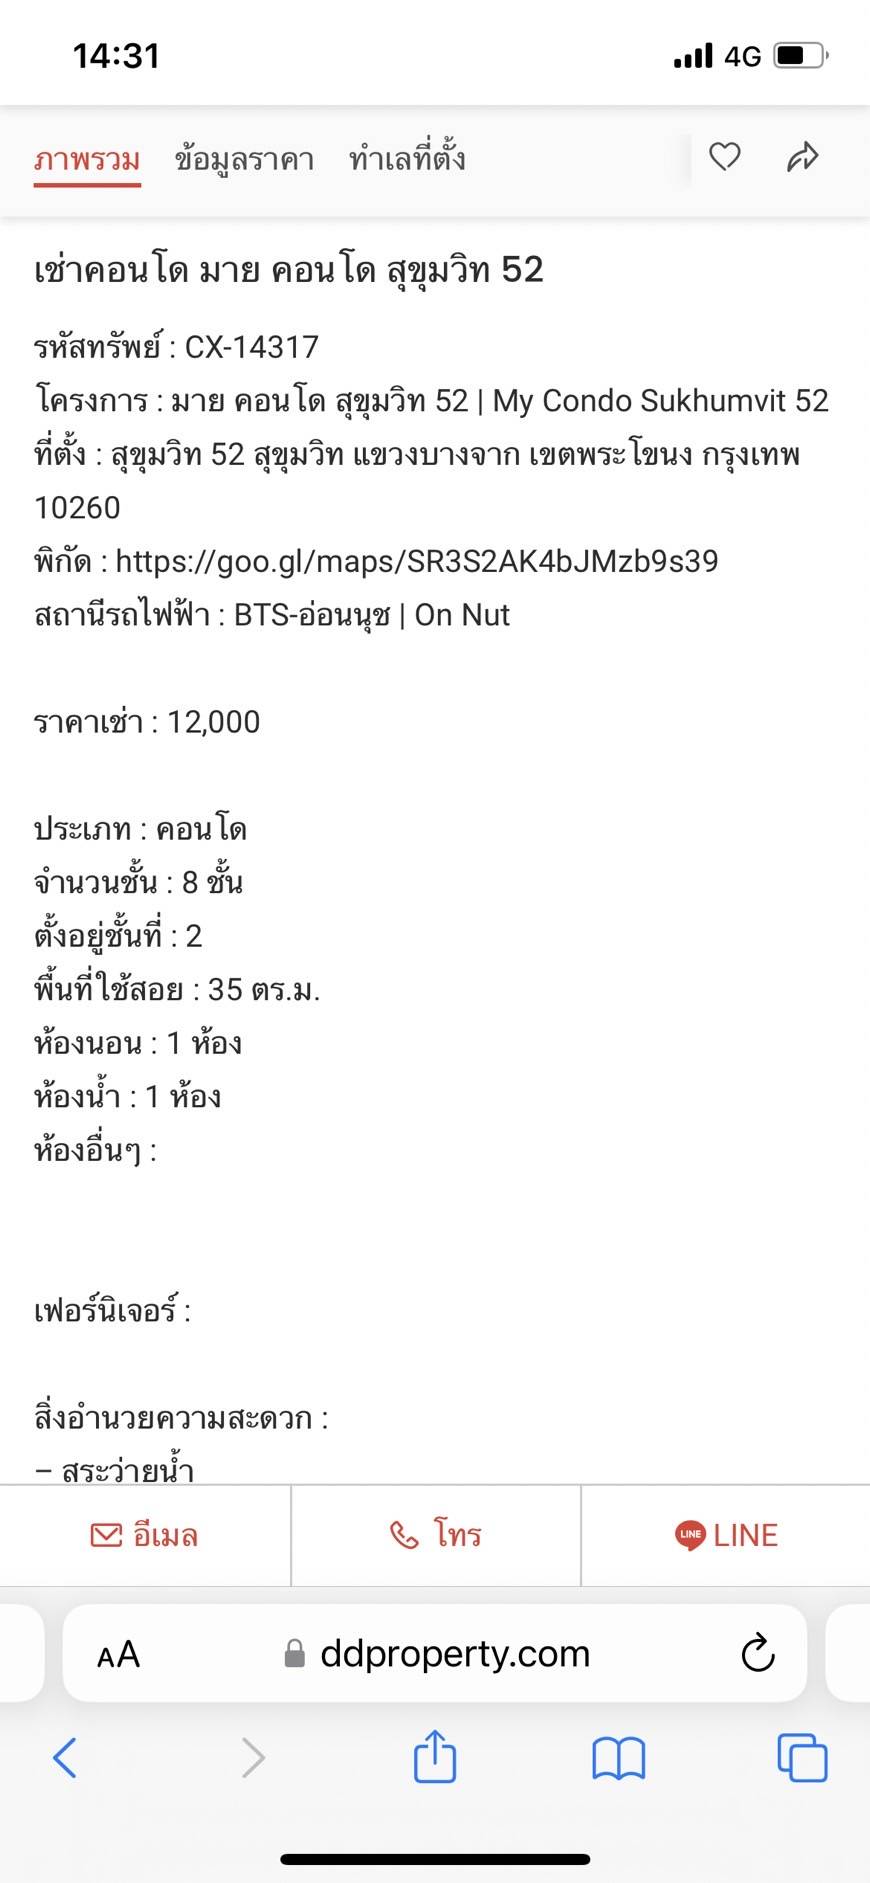 14:31
4G
ภาพรวม ข้อมูลราคา ทำเลที่ตั้ง
เช่าคอนโด มาย คอนโด สุขุมวิท 52
รหัสทรัพย์ : CX-14317
โครงการ : มาย คอนโด สุขุมวิท 52 | My Condo Sukhumvit 52
ที่ตั้ง : สุขุมวิท 52 สุขุมวิท แขวงบางจาก เขตพระโขนง กรุงเทพ
10260
พิกัด : https://goo.gl/maps/SR3S2AK4bJMzb9s39
สถานีรถไฟฟ้า : BTS-อ่อนนุช | On Nut
ราคาเช่า : 12,000
ประเภท : คอนโด
จำนวนชั้น : 8 ชั้น
ตั้งอยู่ชั้นที่ : 2
พื้นที่ใช้สอย : 35 ตร.ม.
ห้องนอน : 1 ห้อง
ห้องน้ำ : 1 ห้อง
ห้องอื่นๆ :
เฟอร์นิเจอร์ :
สิ่งอำนวยความสะดวก :
– สระว่ายน้ำ
อีเมล
โทร
LINE LINE
AA ddproperty.com